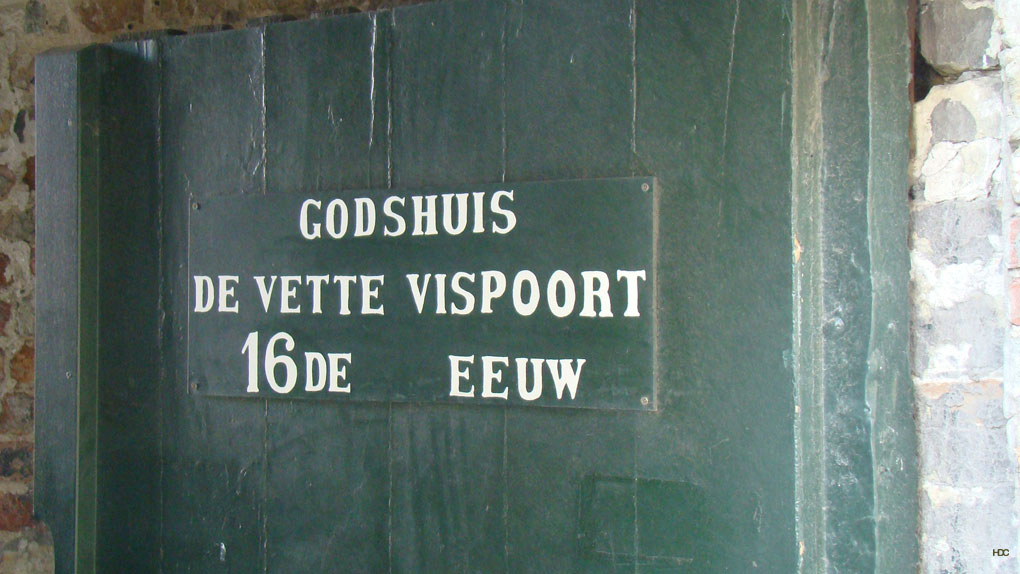 GODSHUIS
DE VETTE VISPOORT
16DE EEUW
HDC